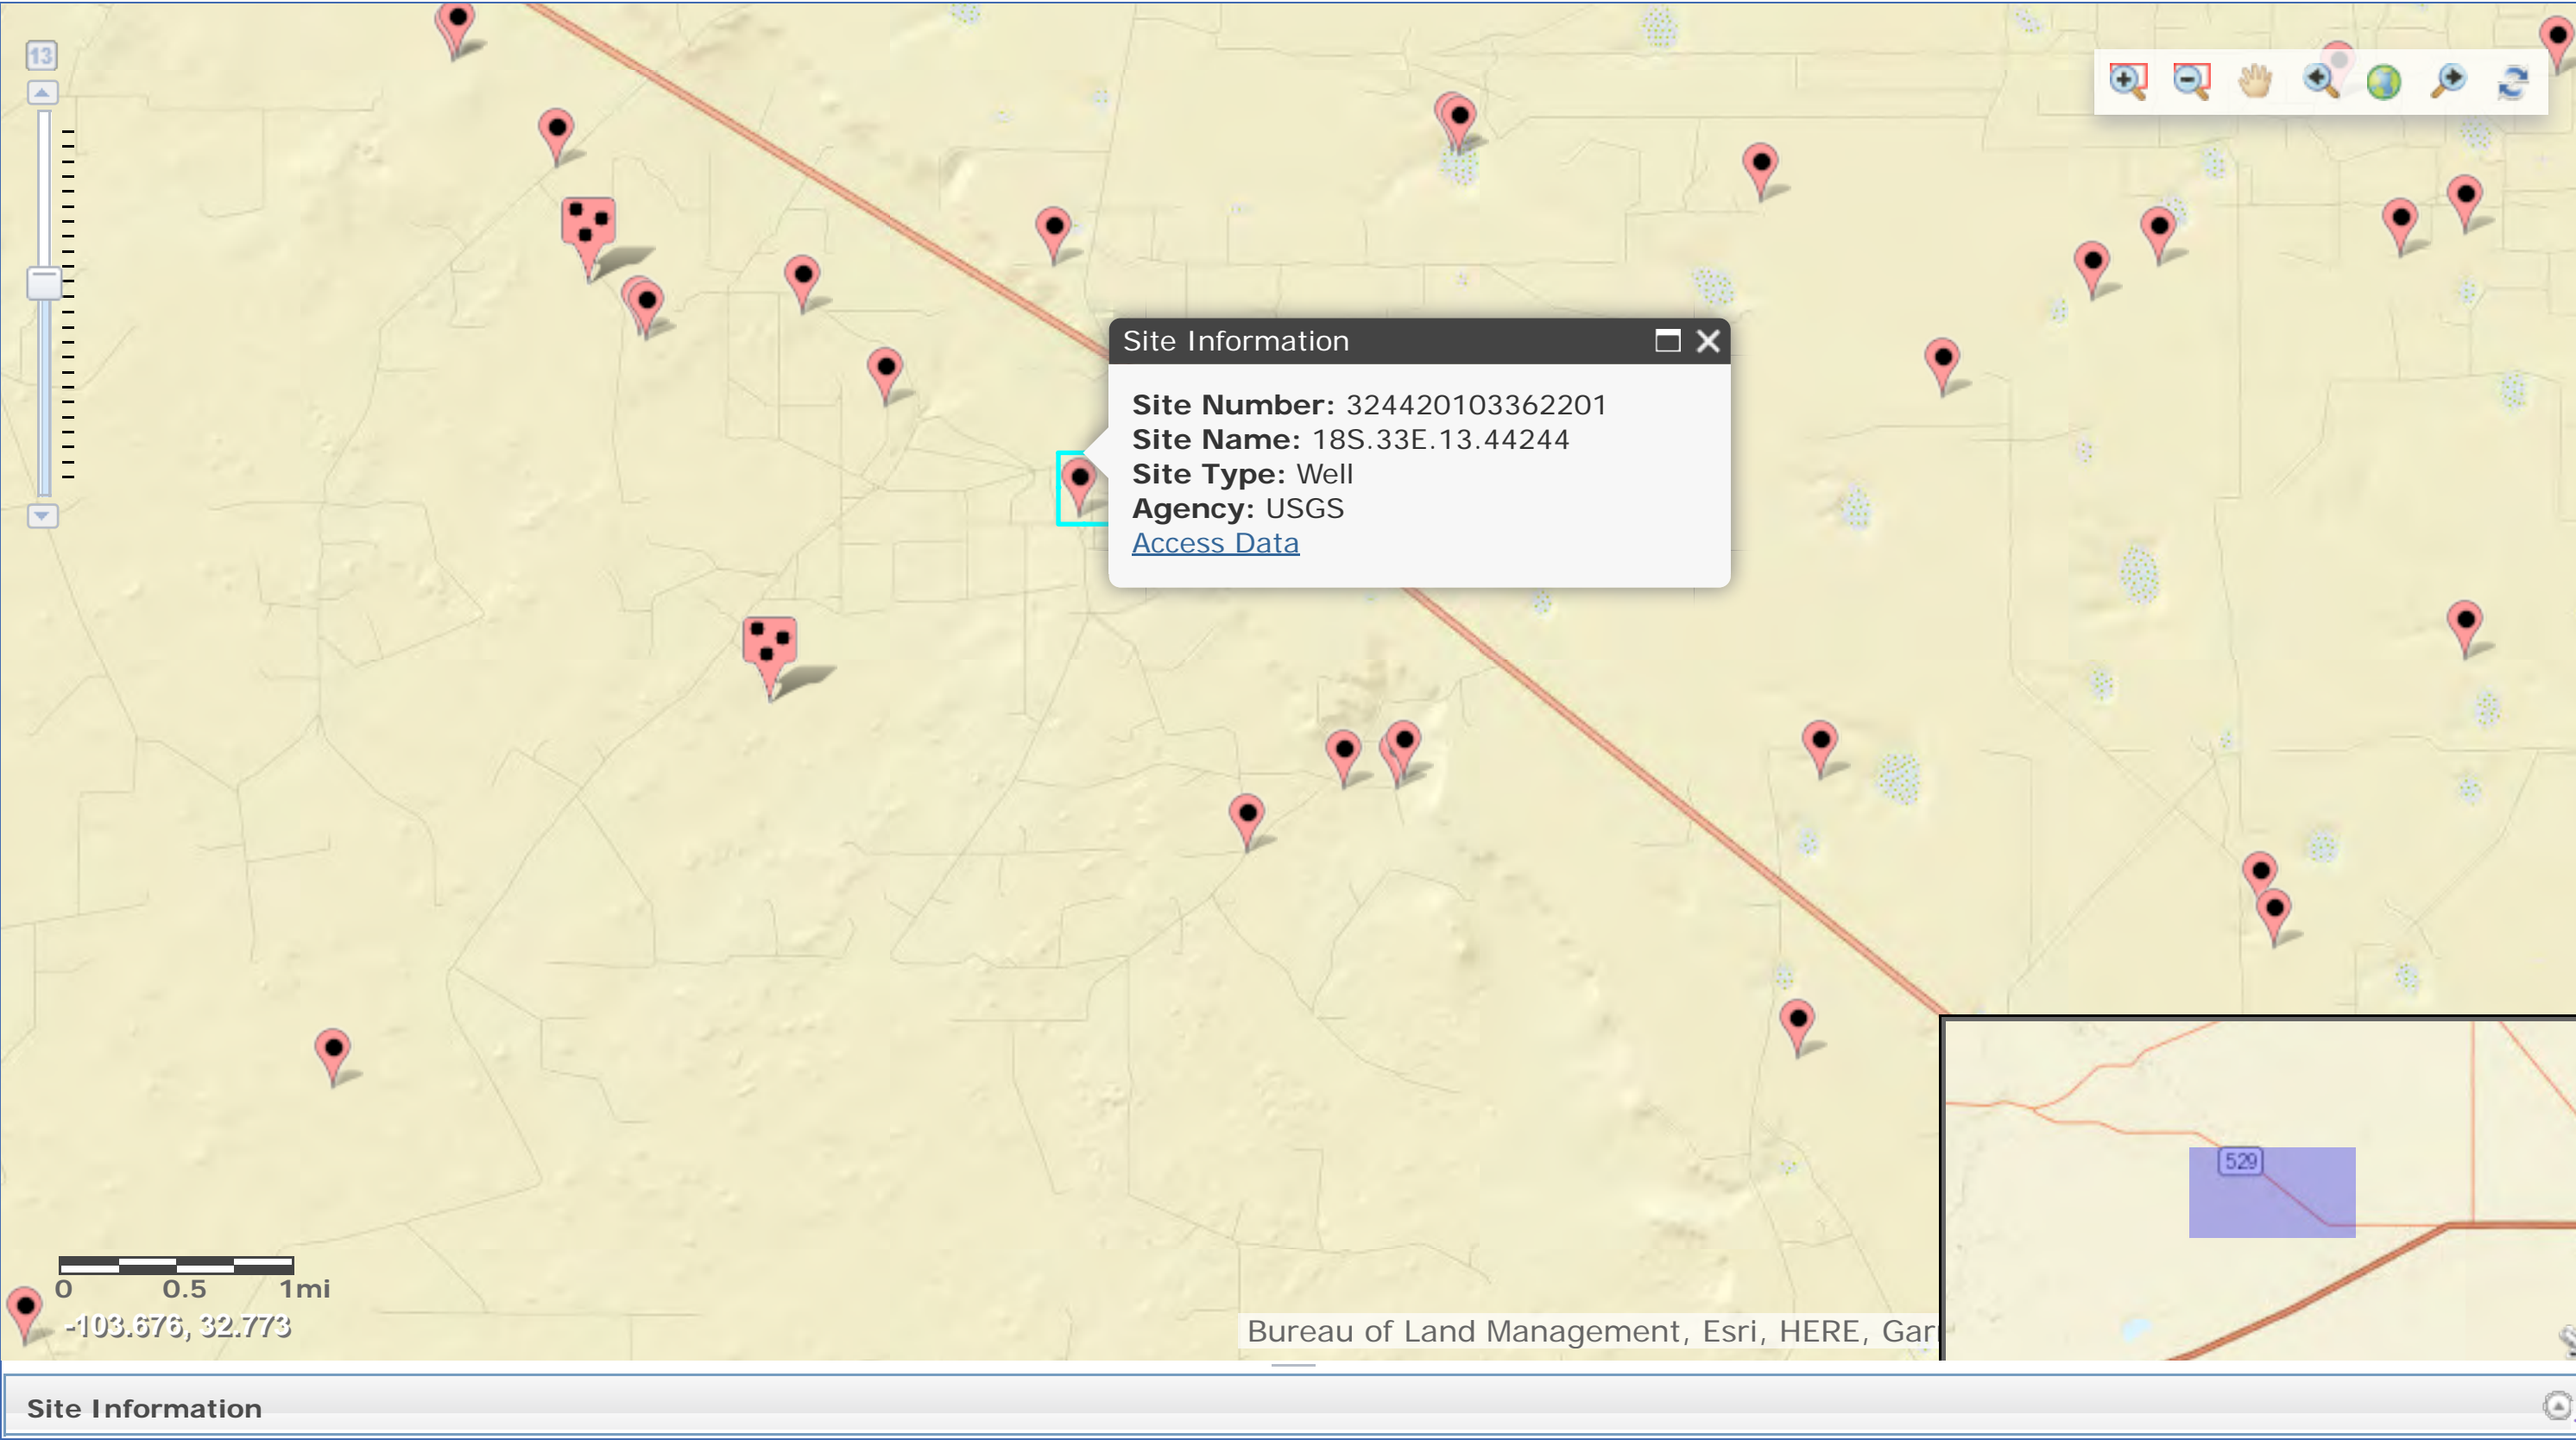 13
Site Information
Site Number: 324420103362201
Site Name: 18S.33E.13.44244
Site Type: Well
Agency: USGS
Access Data
529
0 0.5 1mi
-103.676, 32.773
Bureau of Land Management, Esri, HERE, Gar
Site Information